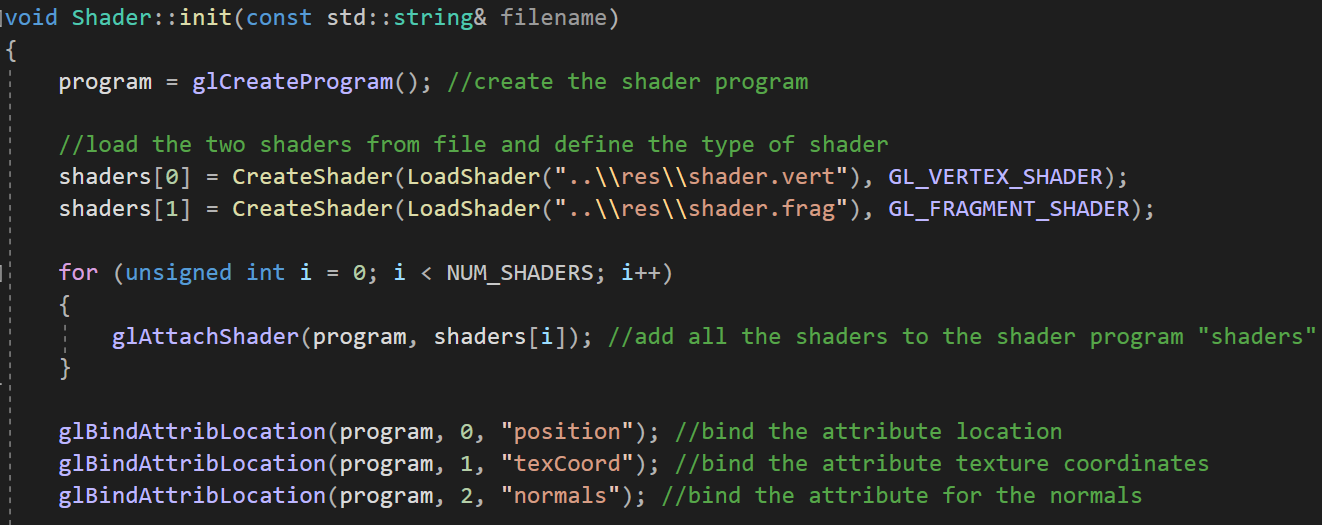 void Shader::init(const std::string& filename)
{
program = glCreateProgram(); //create the shader program
//load the two shaders from file and define the type of shader
shaders[0] = CreateShader(LoadShader("..\\res\\shader.vert"), GL_VERTEX_SHADER);
shaders[1] = CreateShader(LoadShader("..\\res\\shader.frag"), GL_FRAGMENT_SHADER);
for (unsigned int i = 0; i < NUM_SHADERS; i++)
{
glAttachShader(program, shaders[i]); //add all the shaders to the shader program "shaders"
}
glBindAttribLocation(program, 0, "position"); //bind the attribute location
glBindAttribLocation(program, 1, "texCoord"); //bind the attribute texture coordinates
glBindAttribLocation(program, 2, "normals"); //bind the attribute for the normals